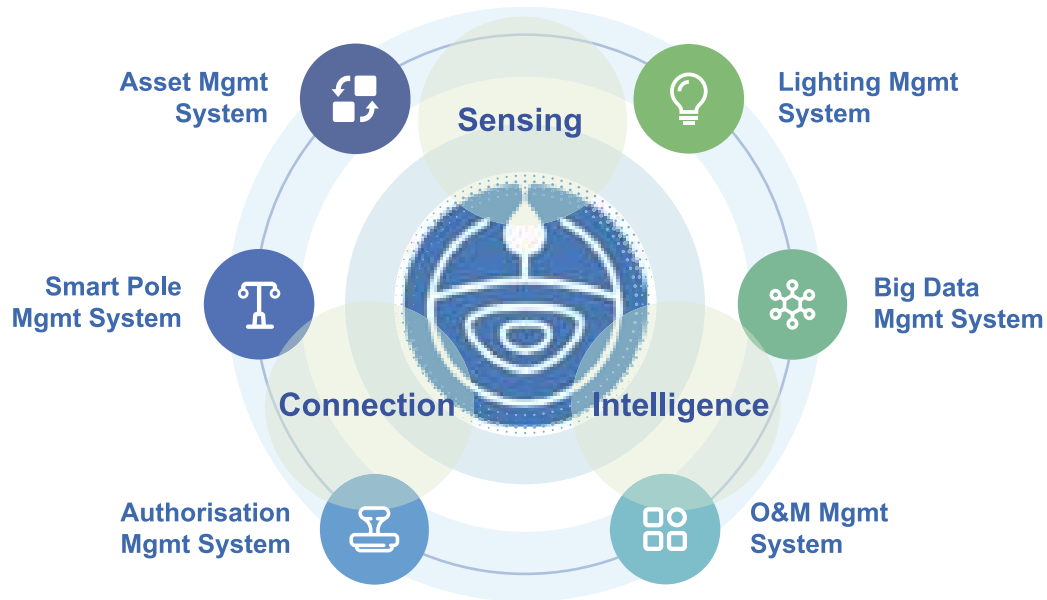 Asset Mgmt
System
Sensing
Lighting Mgmt
System
Smart Pole
Mgmt System
Big Data
Mgmt System
Connection
Intelligence
Authorisation
Mgmt System
O&M Mgmt
System